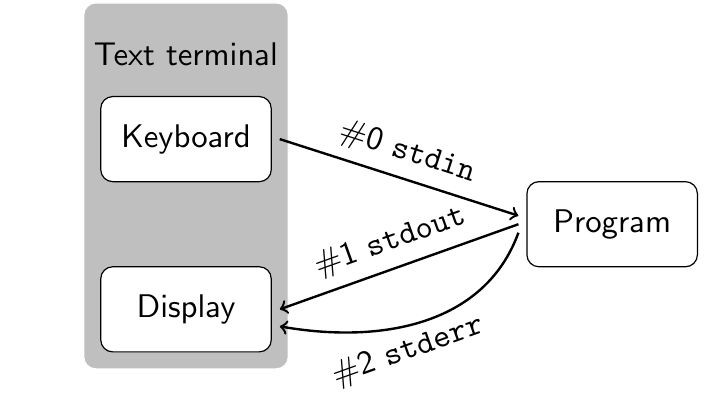 Text terminal
Keyboard
#0 stdin
Program
#1 stdout
Display
#2 stderr